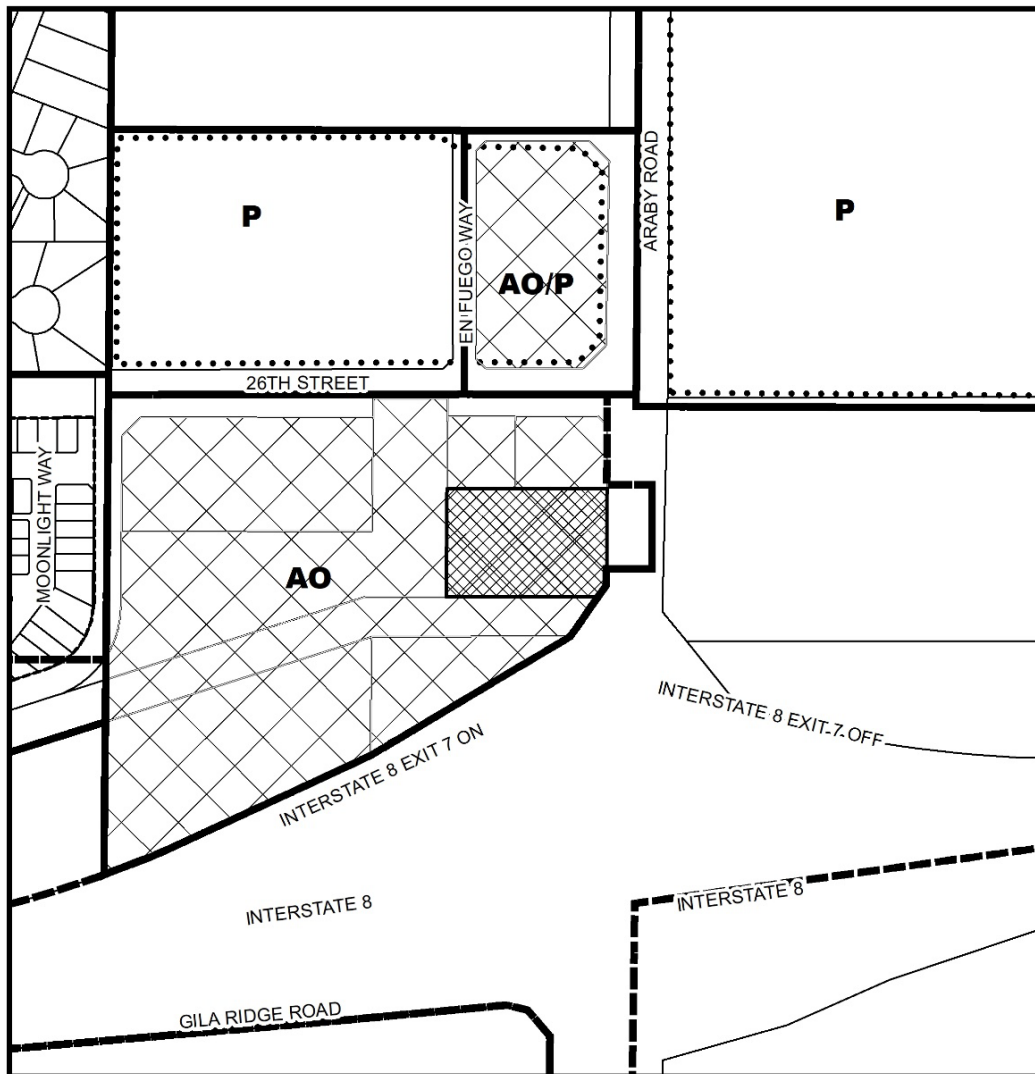 ARABY ROAD
P
P
EN FUEGO WAY
AO/P
26TH STREET
MOONLIGHT WAY
AO
INTERSTATE 8 EXIT 7 OFF
INTERSTATE 8 EXIT 7 ON
INTERSTATE 8
INTERSTATE 8
GILA RIDGE ROAD